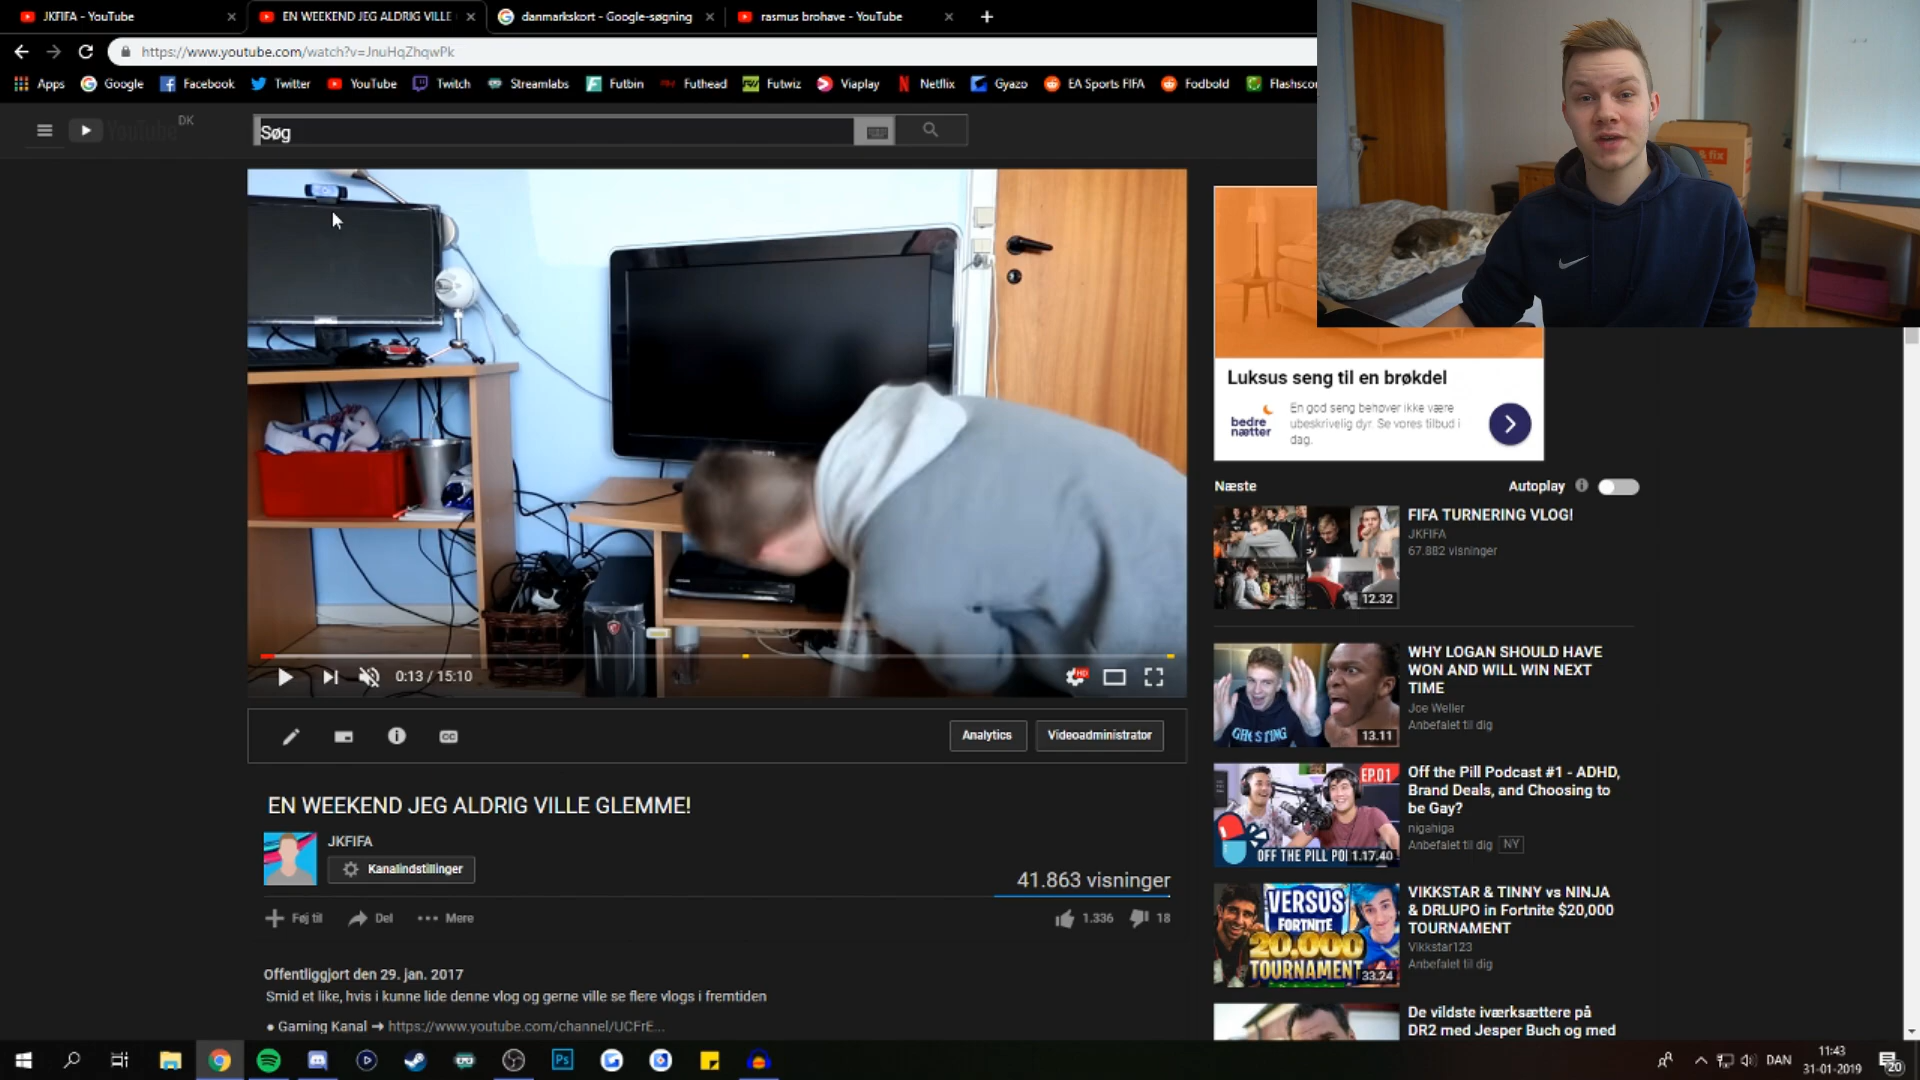 JKFIFA - YouTube
EN WEEKEND JEG ALDRIG VILLE
danmarkskort - Google-søgning
rasmus brohave - YouTube
https://www.youtube.com/watch?v=JnuHqZhqwPk
Apps
Google
Facebook
Twitter
YouTube
Twitch
Streamlabs
Futbin
Futhead
Futwiz
Viaplay
Netflix
Gyazo
EA Sports FIFA
Fodbold
Flashsco
YouTube DK
Søg
& fix
Luksus seng til en brøkdel
bedre
nætter
En god seng behøver ikke være
ubeskrivelig dyr. Se vores tilbud i
dag.
Næste
Autoplay
FIFA TURNERING VLOG!
JKFIFA
67.882 visninger
12.32
WHY LOGAN SHOULD HAVE
WON AND WILL WIN NEXT
TIME
Joe Weller
Anbefalet til dig
13.11
Off the Pill Podcast #1 - ADHD,
Brand Deals, and Choosing to
be Gay?
nigahiga
Anbefalet til dig NY
EP.01
OFF THE PILL PO
1.17.40
VIKKSTAR & TINNY vs NINJA
& DRLUPO in Fortnite $20,000
TOURNAMENT
Vikkstar123
Anbefalet til dig
VERSUS
FORTNITE
20.000
TOURNAMENT
33.24
De vildste iværksættere på
DR2 med Jesper Buch og med
0:13 / 15:10
HD
CC
Analytics
Videoadministrator
EN WEEKEND JEG ALDRIG VILLE GLEMME!
JKFIFA
Kanalindstillinger
41.863 visninger
Føj til
Del
Mere
1.336
18
Offentliggjort den 29. jan. 2017
Smid et like, hvis i kunne lide denne vlog og gerne ville se flere vlogs i fremtiden
● Gaming Kanal ➜ https://www.youtube.com/channel/UCFrE...
Ps
DAN
11:43
31-01-2019
20